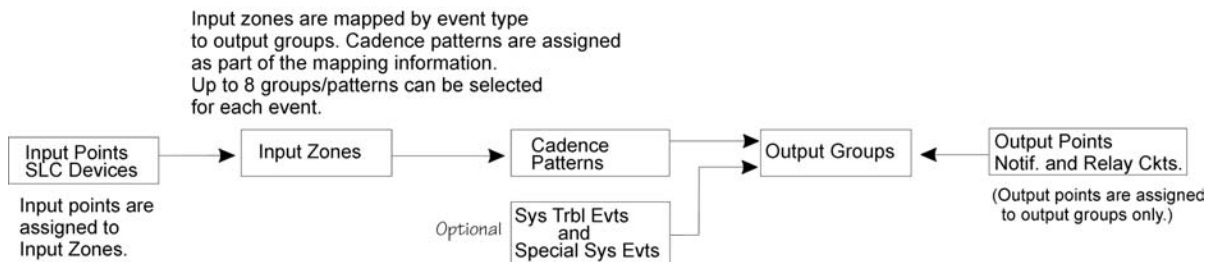 Input zones are mapped by event type
to output groups. Cadence patterns are assigned
as part of the mapping information.
Up to 8 groups/patterns can be selected
for each event.
Input Points
SLC Devices
Input Zones
Cadence
Patterns
Output Groups
Output Points
Notif. and Relay Ckts.
Input points are
assigned to
Input Zones.
Optional
Sys Trbl Evts
and
Special Sys Evts
(Output points are assigned
to output groups only.)